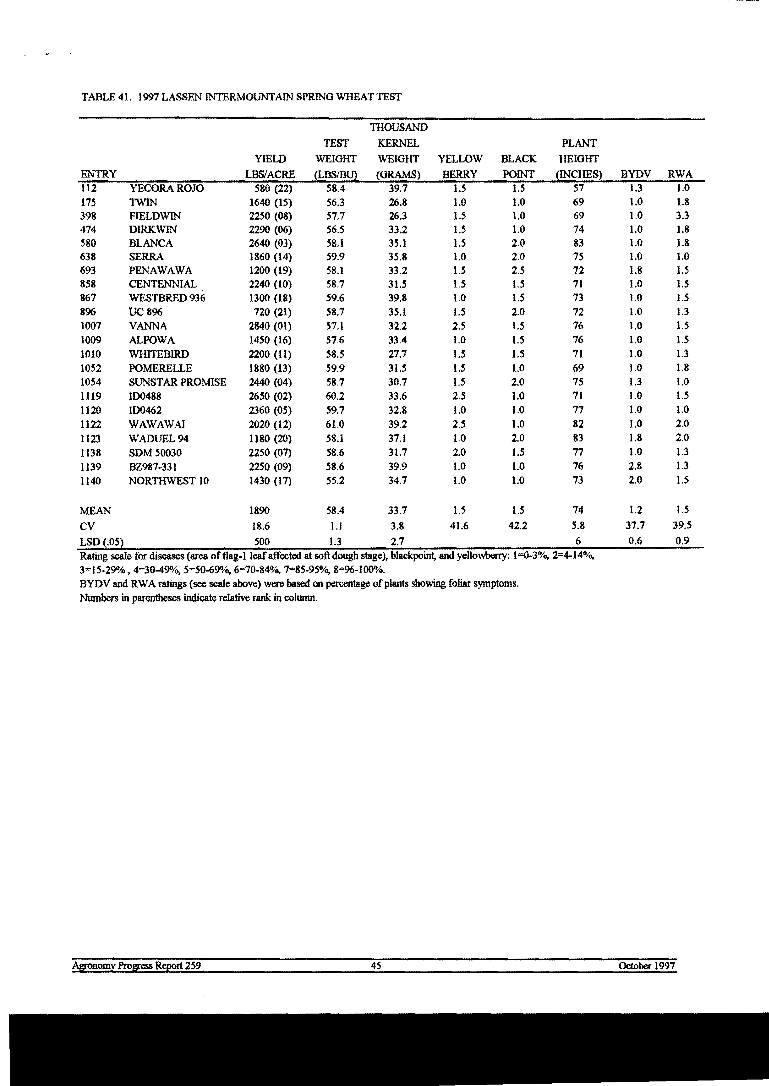 TABLE 41. 1997 LASSEN INTERMOUNTAIN SPRING WHEAT TEST
THOUSAND
TEST KERNEL PLANT
YIELD WEIGHT WEIGHT YELLOW BLACK HEIGHT
ENTRY LBS/ACRE (LBS/BU) (GRAMS) BERRY POINT (INCHES) BYDV RWA
112 YECORA ROJO 580 (22) 58.4 39.7 1.5 1.5 57 1.3 1.0
175 TWIN 1640 (15) 56.3 26.8 1.0 1.0 69 1.0 1.8
398 FIELDWIN 2250 (08) 57.7 26.3 1.5 1.0 69 1.0 3.3
474 DIRKWIN 2290 (06) 56.5 33.2 1.5 1.0 74 1.0 1.8
580 BLANCA 2640 (03) 58.1 35.1 1.5 2.0 83 1.0 1.8
638 SERRA 1860 (14) 59.9 35.8 1.0 2.0 75 1.0 1.0
693 PENAWAWA 1200 (19) 58.1 33.2 1.5 2.5 72 1.8 1.5
858 CENTENNIAL 2240 (10) 58.7 31.5 1.5 1.5 71 1.0 1.5
867 WESTBRED 936 1300 (18) 59.6 39.8 1.0 1.5 73 1.0 1.5
896 UC 896 720 (21) 58.7 35.1 1.5 2.0 72 1.0 1.3
1007 VANNA 2840 (01) 57.1 32.2 2.5 1.5 76 1.0 1.5
1009 ALPOWA 1450 (16) 57.6 33.4 1.0 1.5 76 1.0 1.5
1010 WHITEBIRD 2200 (11) 58.5 27.7 1.5 1.5 71 1.0 1.3
1052 POMERELLE 1880 (13) 59.9 31.5 1.5 1.0 69 1.0 1.8
1054 SUNSTAR PROMISE 2440 (04) 58.7 30.7 1.5 2.0 75 1.3 1.0
1119 ID0488 2650 (02) 60.2 33.6 2.5 1.0 71 1.0 1.5
1120 ID0462 2360 (05) 59.7 32.8 1.0 1.0 77 1.0 1.0
1122 WAWAWAI 2020 (12) 61.0 39.2 2.5 1.0 82 1.0 2.0
1123 WADUEL 94 1180 (20) 58.1 37.1 1.0 2.0 83 1.8 2.0
1138 SDM 50030 2250 (07) 58.6 31.7 2.0 1.5 77 1.0 1.3
1139 BZ987-331 2250 (09) 58.6 39.9 1.0 1.0 76 2.8 1.3
1140 NORTHWEST 10 1430 (17) 55.2 34.7 1.0 1.0 73 2.0 1.5
MEAN 1890 58.4 33.7 1.5 1.5 74 1.2 1.5
CV 18.6 1.1 3.8 41.6 42.2 5.8 37.7 39.5
LSD (.05) 500 1.3 2.7 6 0.6 0.9
Rating scale for diseases (area of flag-1 leaf affected at soft dough stage), blackpoint, and yellowberry: 1=0-3%, 2=4-14%,
3=15-29% , 4=30-49%, 5=50-69%, 6=70-84%, 7=85-95%, 8=96-100%.
BYDV and RWA ratings (see scale above) were based on percentage of plants showing foliar symptoms.
Numbers in parentheses indicate relative rank in column.
Agronomy Progress Report 259 45 October 1997